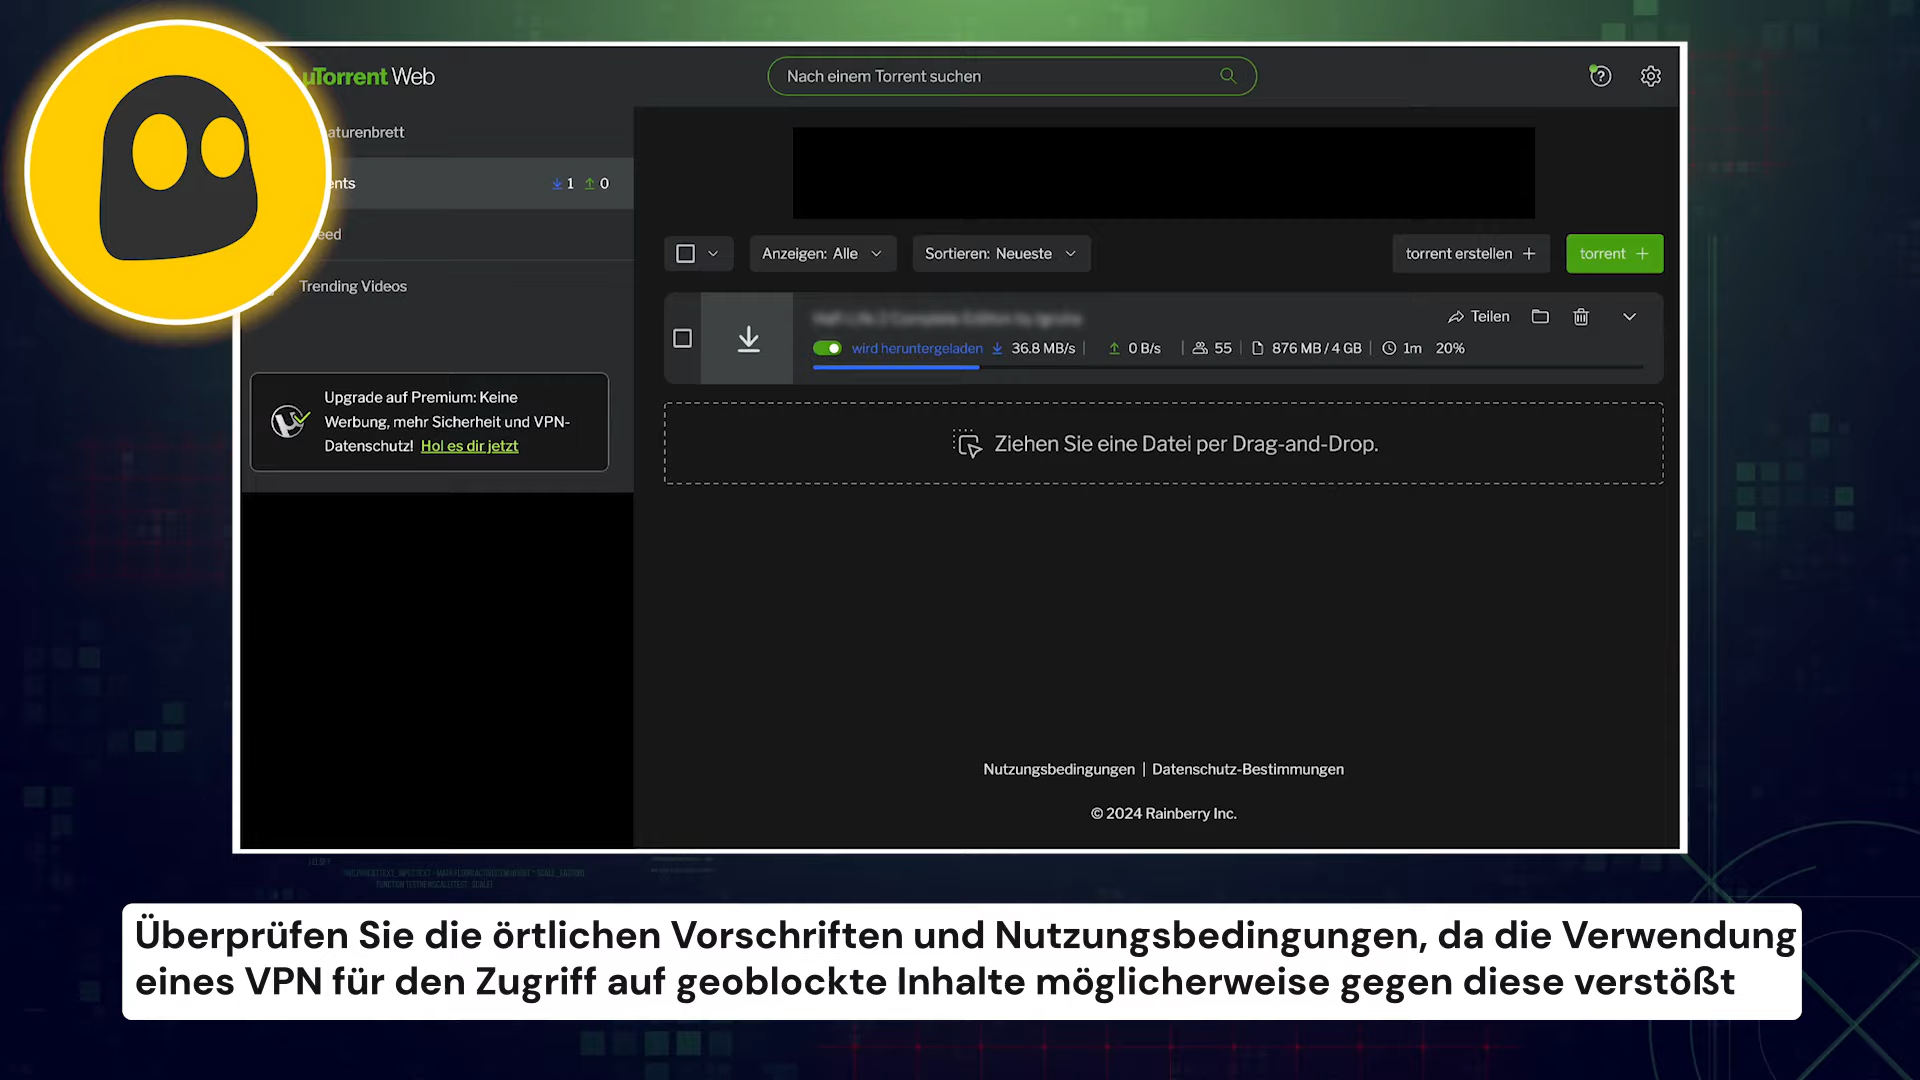 uTorrent Web
Nach einem Torrent suchen
aturenbrett
ents
1
0
eed
Trending Videos
Anzeigen: Alle
Sortieren: Neueste
torrent erstellen +
torrent +
Teilen
wird heruntergeladen 36.8 MB/s | 0 B/s | 55 | 876 MB / 4 GB | 1m 20%
Upgrade auf Premium: Keine
Werbung, mehr Sicherheit und VPN-
Datenschutz! Hol es dir jetzt
Ziehen Sie eine Datei per Drag-and-Drop.
Nutzungsbedingungen | Datenschutz-Bestimmungen
© 2024 Rainberry Inc.
Überprüfen Sie die örtlichen Vorschriften und Nutzungsbedingungen, da die Verwendung
eines VPN für den Zugriff auf geoblockte Inhalte möglicherweise gegen diese verstößt